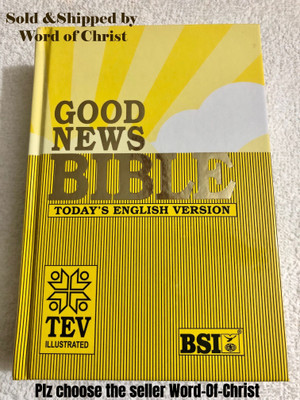 Sold &Shipped by
Word of Christ
GOOD
NEWS
BIBLE
TODAY'S ENGLISH VERSION
TEV
ILLUSTRATED
BSI
Plz choose the seller Word-Of-Christ